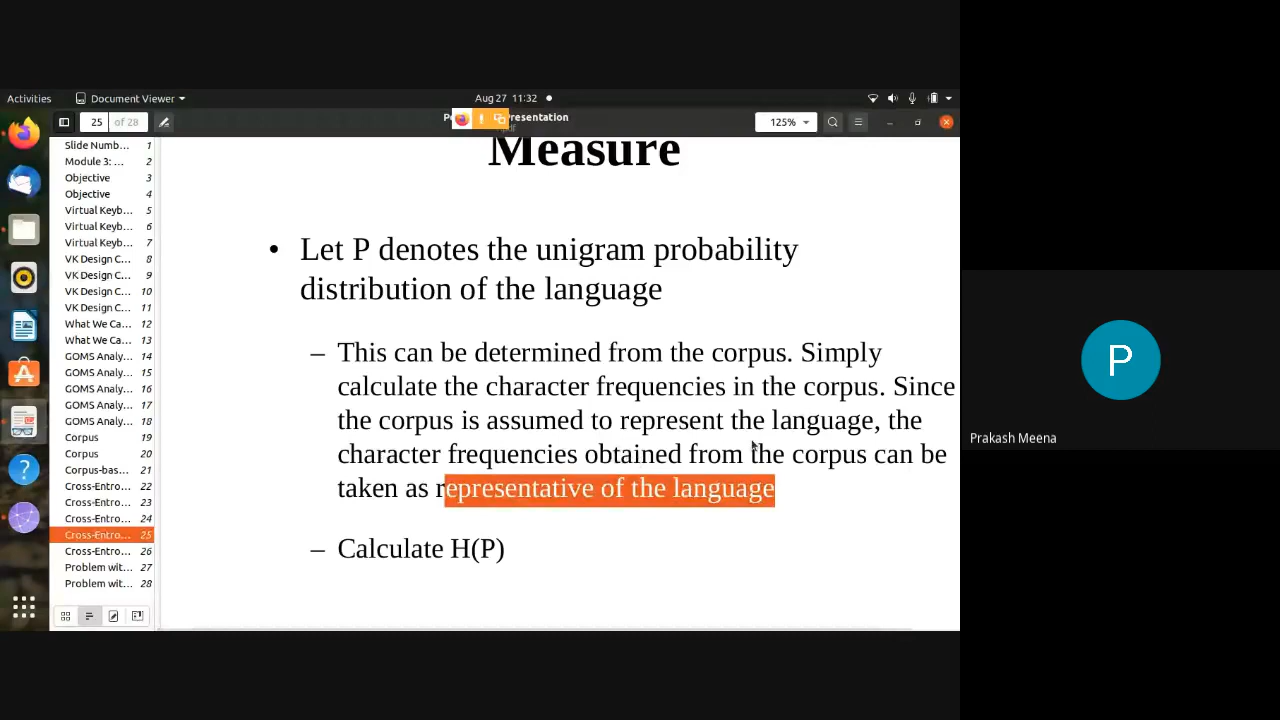 Activities
Document Viewer
Aug 27 11:32
25 of 28
Presentation
125%
Slide Numb... 1
Module 3: ... 2
Objective 3
Objective 4
Virtual Keyb... 5
Virtual Keyb... 6
Virtual Keyb... 7
VK Design C... 8
VK Design C... 9
VK Design C... 10
VK Design C... 11
What We Ca... 12
What We Ca... 13
GOMS Analy... 14
GOMS Analy... 15
GOMS Analy... 16
GOMS Analy... 17
GOMS Analy... 18
Corpus 19
Corpus 20
Corpus-bas... 21
Cross-Entro... 22
Cross-Entro... 23
Cross-Entro... 24
Cross-Entro... 25
Cross-Entro... 26
Problem wit... 27
Problem wit... 28
Measure
• Let P denotes the unigram probability
distribution of the language
– This can be determined from the corpus. Simply
calculate the character frequencies in the corpus. Since
the corpus is assumed to represent the language, the
character frequencies obtained from the corpus can be
taken as representative of the language
– Calculate H(P)
P
Prakash Meena